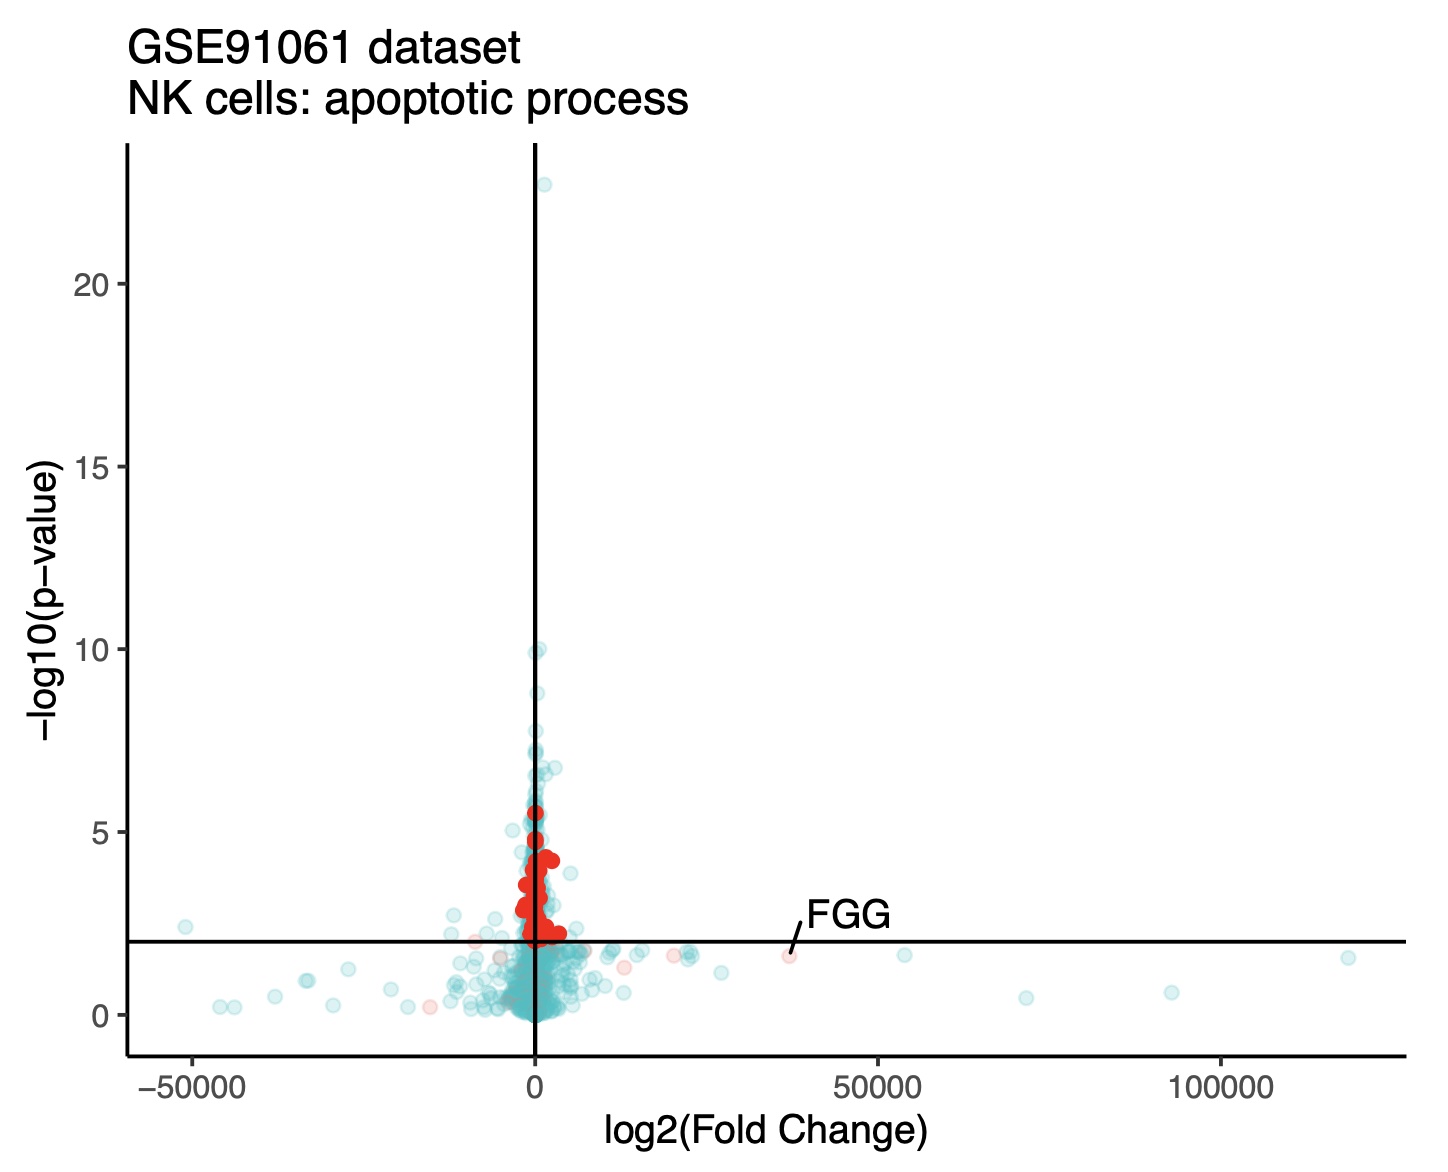 GSE91061 dataset
NK cells: apoptotic process
−log10(p−value)
20
15
10
5
0
FGG
−50000
0
50000
100000
log2(Fold Change)